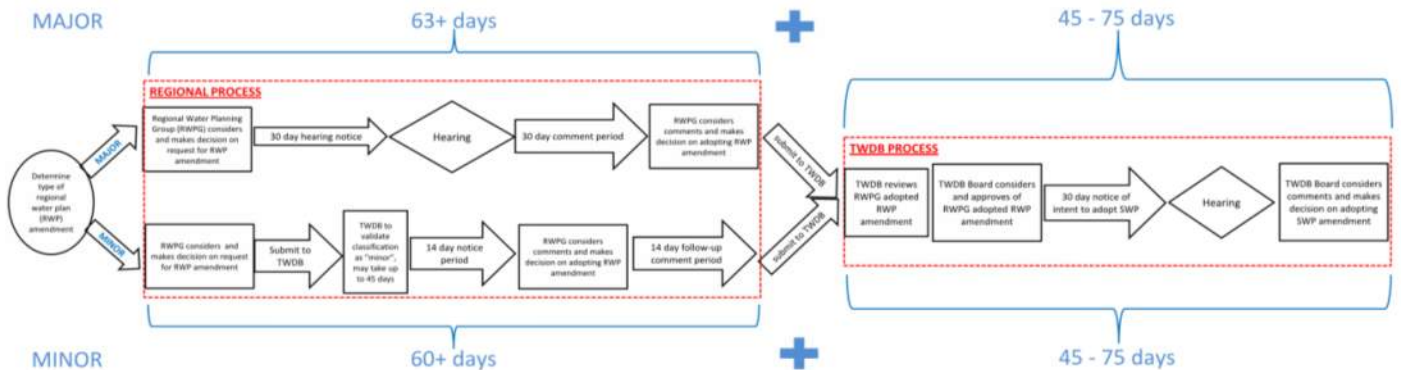 MAJOR
63+ days
45 - 75 days
REGIONAL PROCESS
Regional Water Planning
Group (RWPG) considers
and makes decision on
request for RWP
amendment
30 day hearing notice
Hearing
30 day comment period
RWPG considers
comments and makes
decision on adopting RWP
amendment
MAJOR
submit to TWDB
Determine
type of
regional
water plan
(RWP)
amendment
MINOR
RWPG considers and
makes decision on request
for RWP amendment
Submit to
TWDB
TWDB to
validate
classification
as "minor",
may take up
to 45 days
14 day notice
period
RWPG considers
comments and makes
decision on adopting RWP
amendment
14 day follow-up
comment period
submit to TWDB
TWDB PROCESS
TWDB reviews
RWPG adopted
RWP
amendment
TWDB Board considers
and approves of
RWPG adopted RWP
amendment
30 day notice of
intent to adopt SWP
Hearing
TWDB Board considers
comments and makes
decision on adopting
SWP amendment
MINOR
60+ days
45 - 75 days